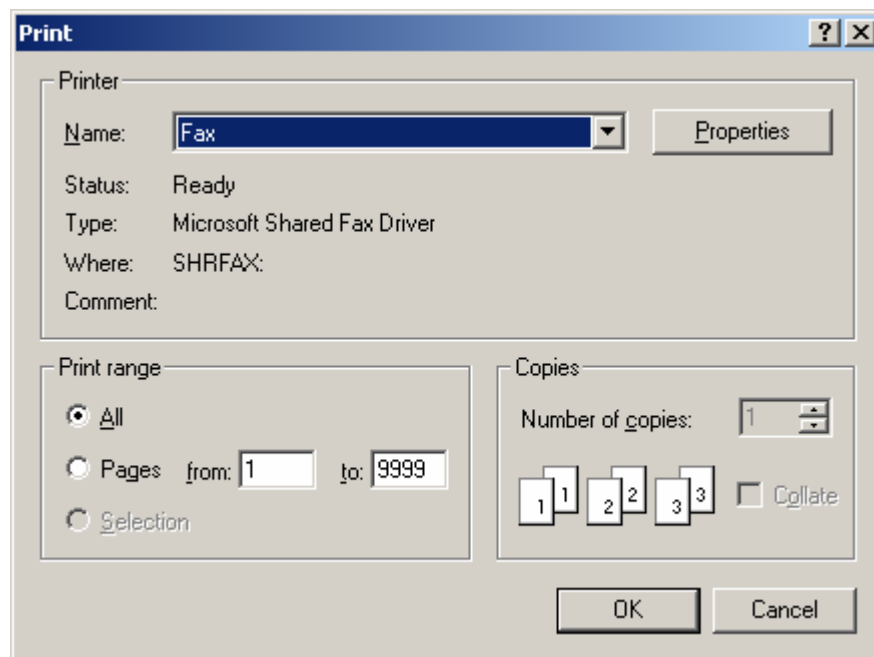 Print
Printer
Name: Fax Properties
Status: Ready
Type: Microsoft Shared Fax Driver
Where: SHRFAX:
Comment:
Print range
All
Pages from: 1 to: 9999
Selection
Copies
Number of copies: 1
1 1 2 2 3 3 Collate
OK Cancel